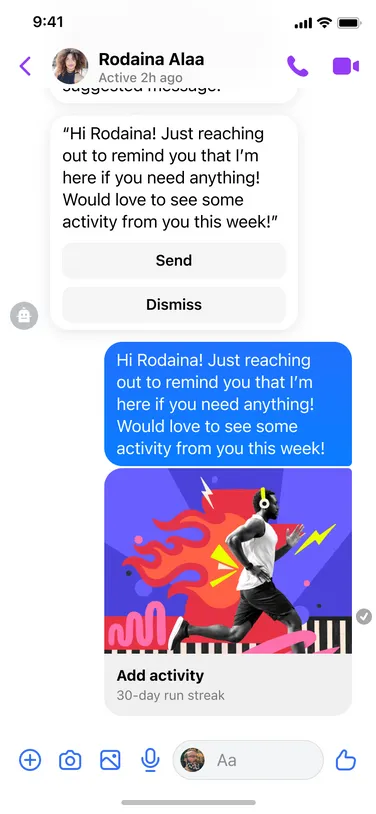 9:41
Rodaina Alaa
Active 2h ago
suggested message:
“Hi Rodaina! Just reaching
out to remind you that I’m
here if you need anything!
Would love to see some
activity from you this week!”
Send
Dismiss
Hi Rodaina! Just reaching
out to remind you that I’m
here if you need anything!
Would love to see some
activity from you this week!
Add activity
30-day run streak
Aa